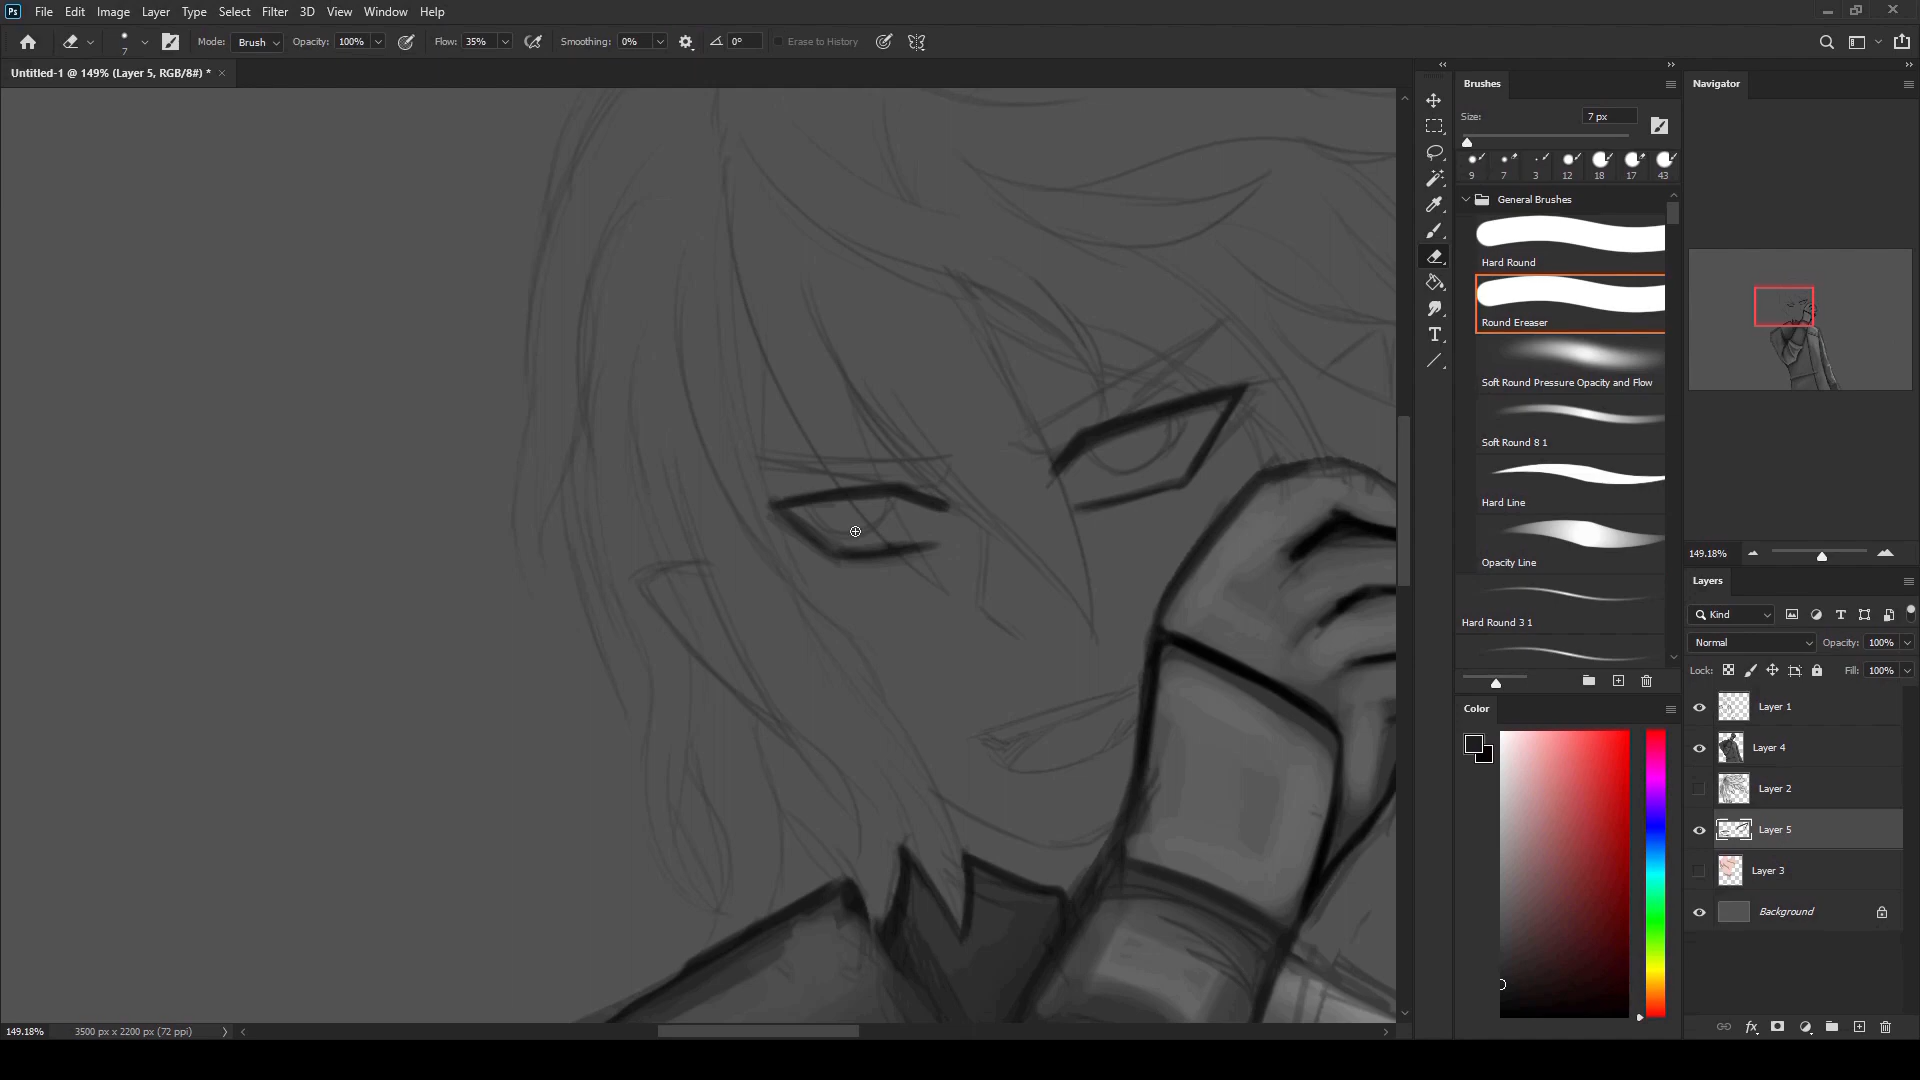 Ps File Edit Image Layer Type Select Filter 3D View Window Help
7 Mode: Brush Opacity: 100% Flow: 35% Smoothing: 0% 0° Erase to History
Untitled-1 @ 149% (Layer 5, RGB/8#) * ×
Brushes
Size: 7 px
9 7 3 12 18 17 43
General Brushes
Hard Round
Round Ereaser
Soft Round Pressure Opacity and Flow
Soft Round 8 1
Hard Line
Opacity Line
Hard Round 3 1
Color
Navigator
149.18%
Layers
Kind
Normal Opacity: 100%
Lock: Fill: 100%
Layer 1
Layer 4
Layer 2
Layer 5
Layer 3
Background
fx
149.18% 3500 px x 2200 px (72 ppi)